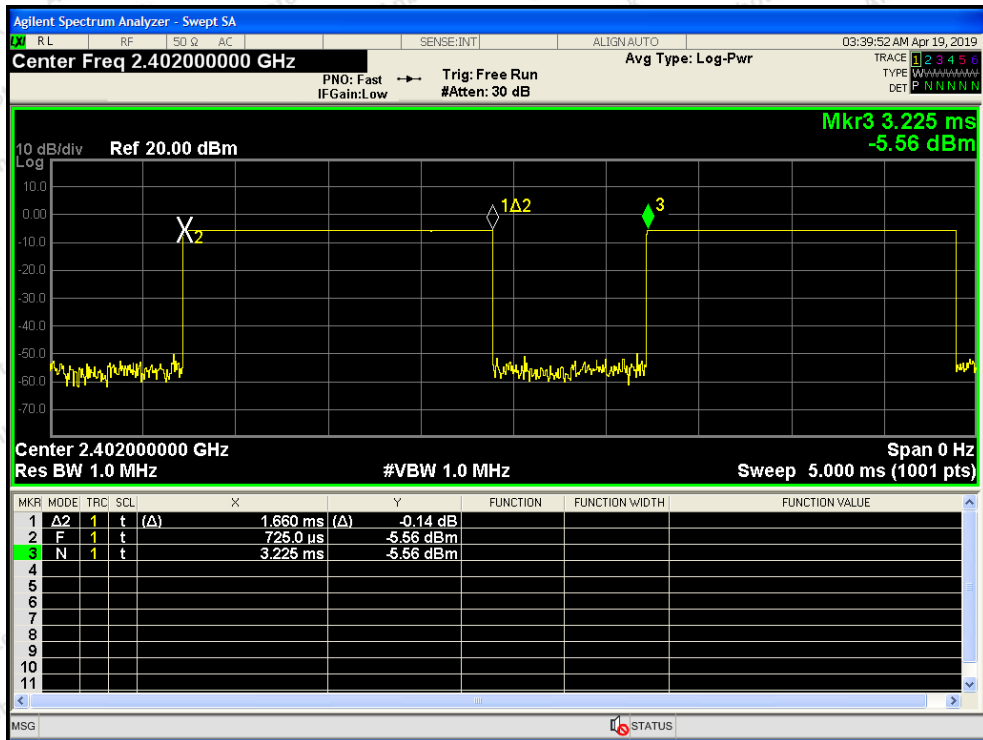 Agilent Spectrum Analyzer - Swept SA
LXI RL RF 50 Ω AC SENSE:INT ALIGN AUTO 03:39:52 AM Apr 19, 2019
Center Freq 2.402000000 GHz Avg Type: Log-Pwr TRACE 1 2 3 4 5 6
PNO: Fast Trig: Free Run TYPE W
IFGain:Low #Atten: 30 dB DET P N N N N N
Mkr3 3.225 ms
10 dB/div Ref 20.00 dBm -5.56 dBm
Log
10.0
0.00
-10.0
-20.0
-30.0
-40.0
-50.0
-60.0
-70.0
X2 1Δ2 3
Center 2.402000000 GHz Span 0 Hz
Res BW 1.0 MHz #VBW 1.0 MHz Sweep 5.000 ms (1001 pts)
MKR MODE TRC SCL X Y FUNCTION FUNCTION WIDTH FUNCTION VALUE
1 Δ2 1 t (Δ) 1.660 ms (Δ) -0.14 dB
2 F 1 t 725.0 µs -5.56 dBm
3 N 1 t 3.225 ms -5.56 dBm
4
5
6
7
8
9
10
11
MSG STATUS